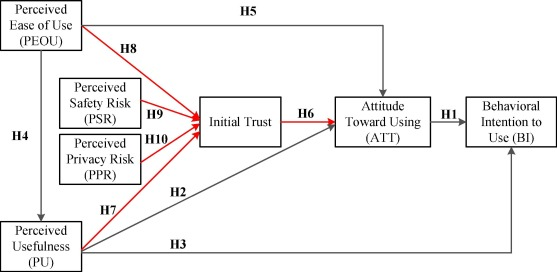 Perceived
Ease of Use
(PEOU)
H5
H8
Perceived
Safety Risk
(PSR)
H9
H4
H10
Initial Trust
H6
Attitude
Toward Using
(ATT)
H1
Behavioral
Intention to
Use (BI)
Perceived
Privacy Risk
(PPR)
H7
H2
Perceived
Usefulness
(PU)
H3